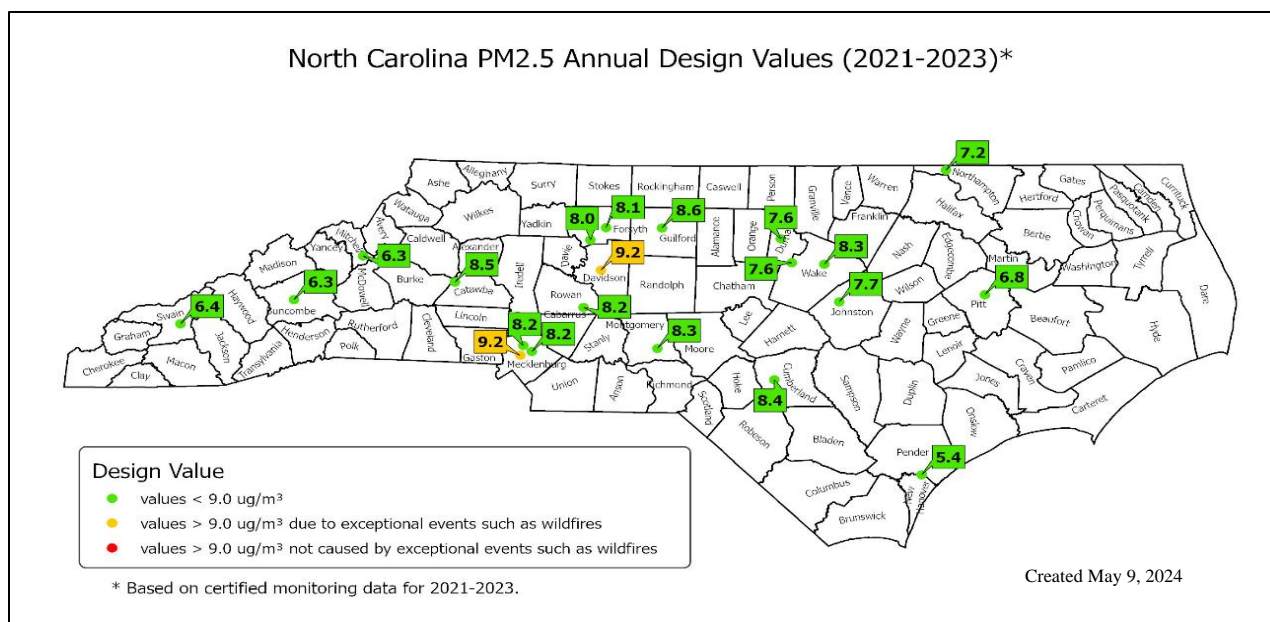 North Carolina PM2.5 Annual Design Values (2021-2023)*
7.2
Alleghany
Ashe
Surry
Stokes
Rockingham
Caswell
Person
Granville
Vance
Warren
Northampton
Gates
Hertford
Currituck
Camden
Pasquotank
Perquimans
Chowan
Watauga
Wilkes
Yadkin
8.0
8.1
Forsyth
8.6
Guilford
Alamance
Orange
7.6
Franklin
Halifax
Bertie
Mitchell
Avery
Caldwell
Alexander
Davie
9.2
Davidson
Iredell
Nash
Edgecombe
Martin
Washington
Tyrrell
Dare
Yancey
Madison
6.3
Burke
8.5
Catawba
Randolph
Chatham
7.6
Wake
8.3
Wilson
6.8
Pitt
McDowell
6.3
Buncombe
Rowan
Cabarrus
8.2
7.7
Johnston
Greene
Beaufort
Hyde
Haywood
6.4
Swain
Graham
Jackson
Henderson
Transylvania
Rutherford
Polk
Cleveland
Lincoln
Gaston
9.2
8.2
8.2
Mecklenburg
Stanly
Montgomery
8.3
Moore
Lee
Harnett
Wayne
Lenoir
Craven
Pamlico
Jones
Cherokee
Clay
Macon
Union
Anson
Richmond
Scotland
Hoke
Cumberland
8.4
Sampson
Duplin
Onslow
Carteret
Robeson
Bladen
Pender
5.4
New Hanover
Columbus
Brunswick
Design Value
values < 9.0 ug/m³
values > 9.0 ug/m³ due to exceptional events such as wildfires
values > 9.0 ug/m³ not caused by exceptional events such as wildfires
* Based on certified monitoring data for 2021-2023.
Created May 9, 2024